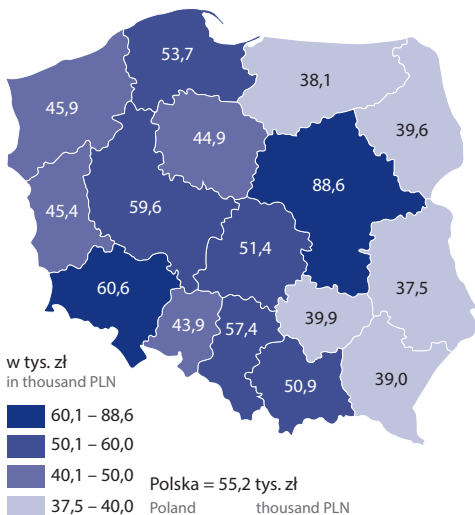 53,7
38,1
45,9
44,9
39,6
88,6
59,6
45,4
51,4
60,6
37,5
43,9
57,4
39,9
50,9
39,0
w tys. zł
in thousand PLN
60,1 – 88,6
50,1 – 60,0
40,1 – 50,0
37,5 – 40,0
Polska = 55,2 tys. zł
Poland thousand PLN